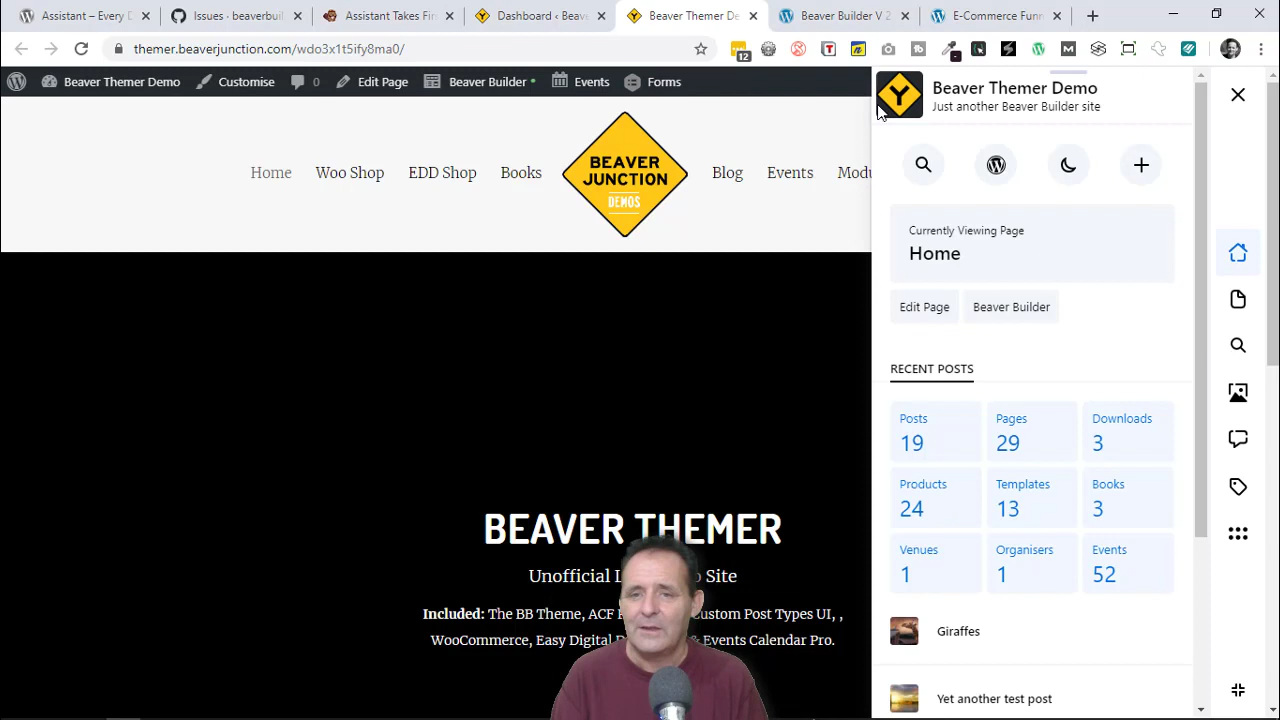 Assistant – Every D
Issues · beaverbuil
Assistant Takes Fir
Dashboard ‹ Beave
Beaver Themer De
Beaver Builder V 2
E-Commerce Funn
themer.beaverjunction.com/wdo3x1t5ify8ma0/
12
Beaver Themer Demo
Customise
0
Edit Page
Beaver Builder
Events
Forms
Home
Woo Shop
EDD Shop
Books
BEAVER
JUNCTION
DEMOS
Blog
Events
Modu
BEAVER THEMER
Unofficial
Site
Included: The BB Theme, ACF
ustom Post Types UI, ,
WooCommerce, Easy Digital D
& Events Calendar Pro.
Beaver Themer Demo
Just another Beaver Builder site
Currently Viewing Page
Home
Edit Page
Beaver Builder
RECENT POSTS
Posts
19
Pages
29
Downloads
3
Products
24
Templates
13
Books
3
Venues
1
Organisers
1
Events
52
Giraffes
Yet another test post